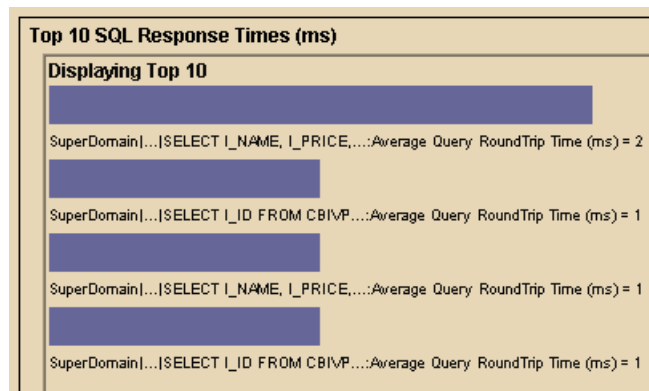 Top 10 SQL Response Times (ms)
Displaying Top 10
SuperDomain|...|SELECT I_NAME, I_PRICE,...:Average Query RoundTrip Time (ms) = 2
SuperDomain|...|SELECT I_ID FROM CBIVP...:Average Query RoundTrip Time (ms) = 1
SuperDomain|...|SELECT I_NAME, I_PRICE,...:Average Query RoundTrip Time (ms) = 1
SuperDomain|...|SELECT I_ID FROM CBIVP...:Average Query RoundTrip Time (ms) = 1